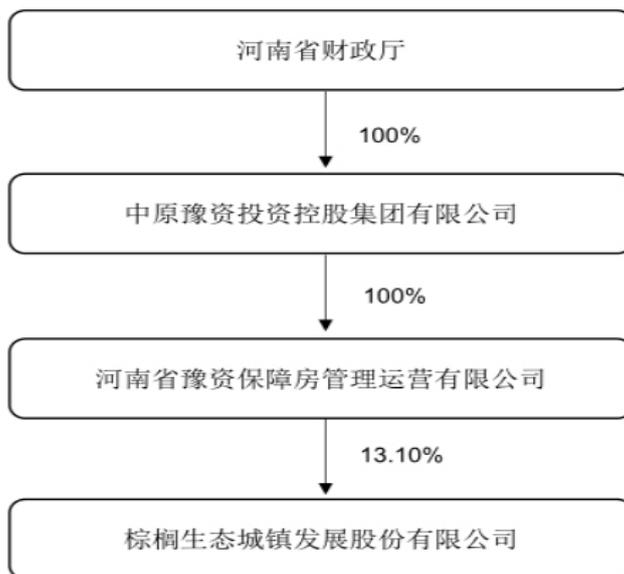 河南省财政厅
100%
中原豫资投资控股集团有限公司
100%
河南省豫资保障房管理运营有限公司
13.10%
棕榈生态城镇发展股份有限公司